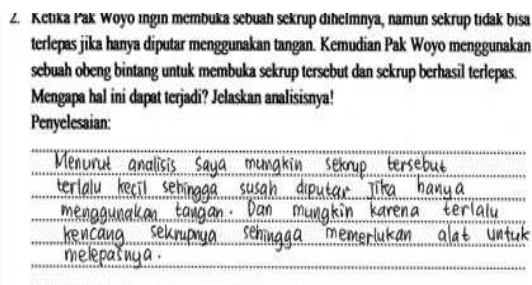 2. Ketika Pak Woyo ingin membuka sebuah sekrup dihelmnya, namun sekrup tidak bisa
terlepas jika hanya diputar menggunakan tangan. Kemudian Pak Woyo menggunakan
sebuah obeng bintang untuk membuka sekrup tersebut dan sekrup berhasil terlepas.
Mengapa hal ini dapat terjadi? Jelaskan analisisnya!
Penyelesaian:
Menurut analisis saya mungkin sekrup tersebut
terlalu kecil sehingga susah diputar jika hanya
menggunakan tangan. Dan mungkin karena terlalu
kencang sekrupnya sehingga memerlukan alat untuk
melepasnya.